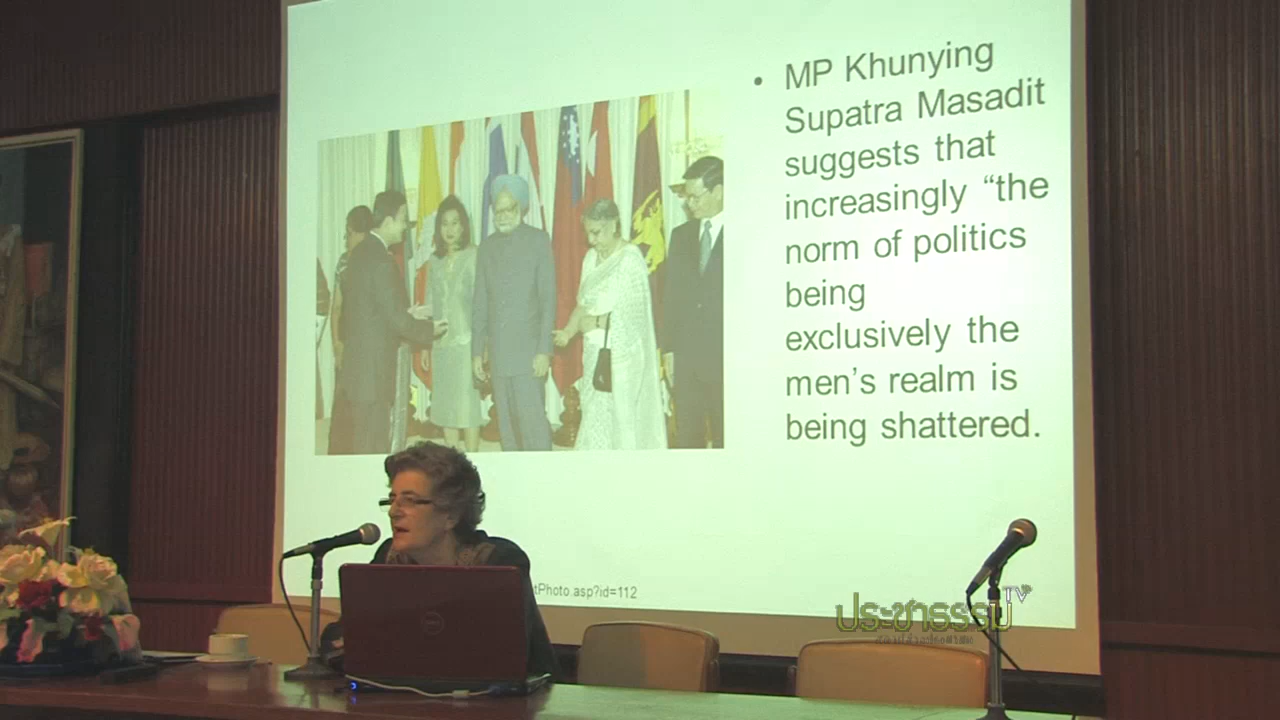 • MP Khunying
Supatra Masadit
suggests that
increasingly “the
norm of politics
being
exclusively the
men’s realm is
being shattered.
tPhoto.asp?id=112
ประชาธรรม TV
DELL